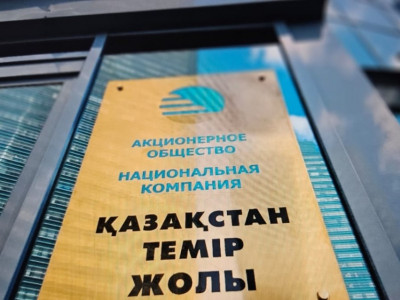 АКЦИОНЕРНОЕ
ОБЩЕСТВО
НАЦИОНАЛЬНАЯ
КОМПАНИЯ
ҚАЗАҚСТАН
ТЕМІР
ЖОЛЫ